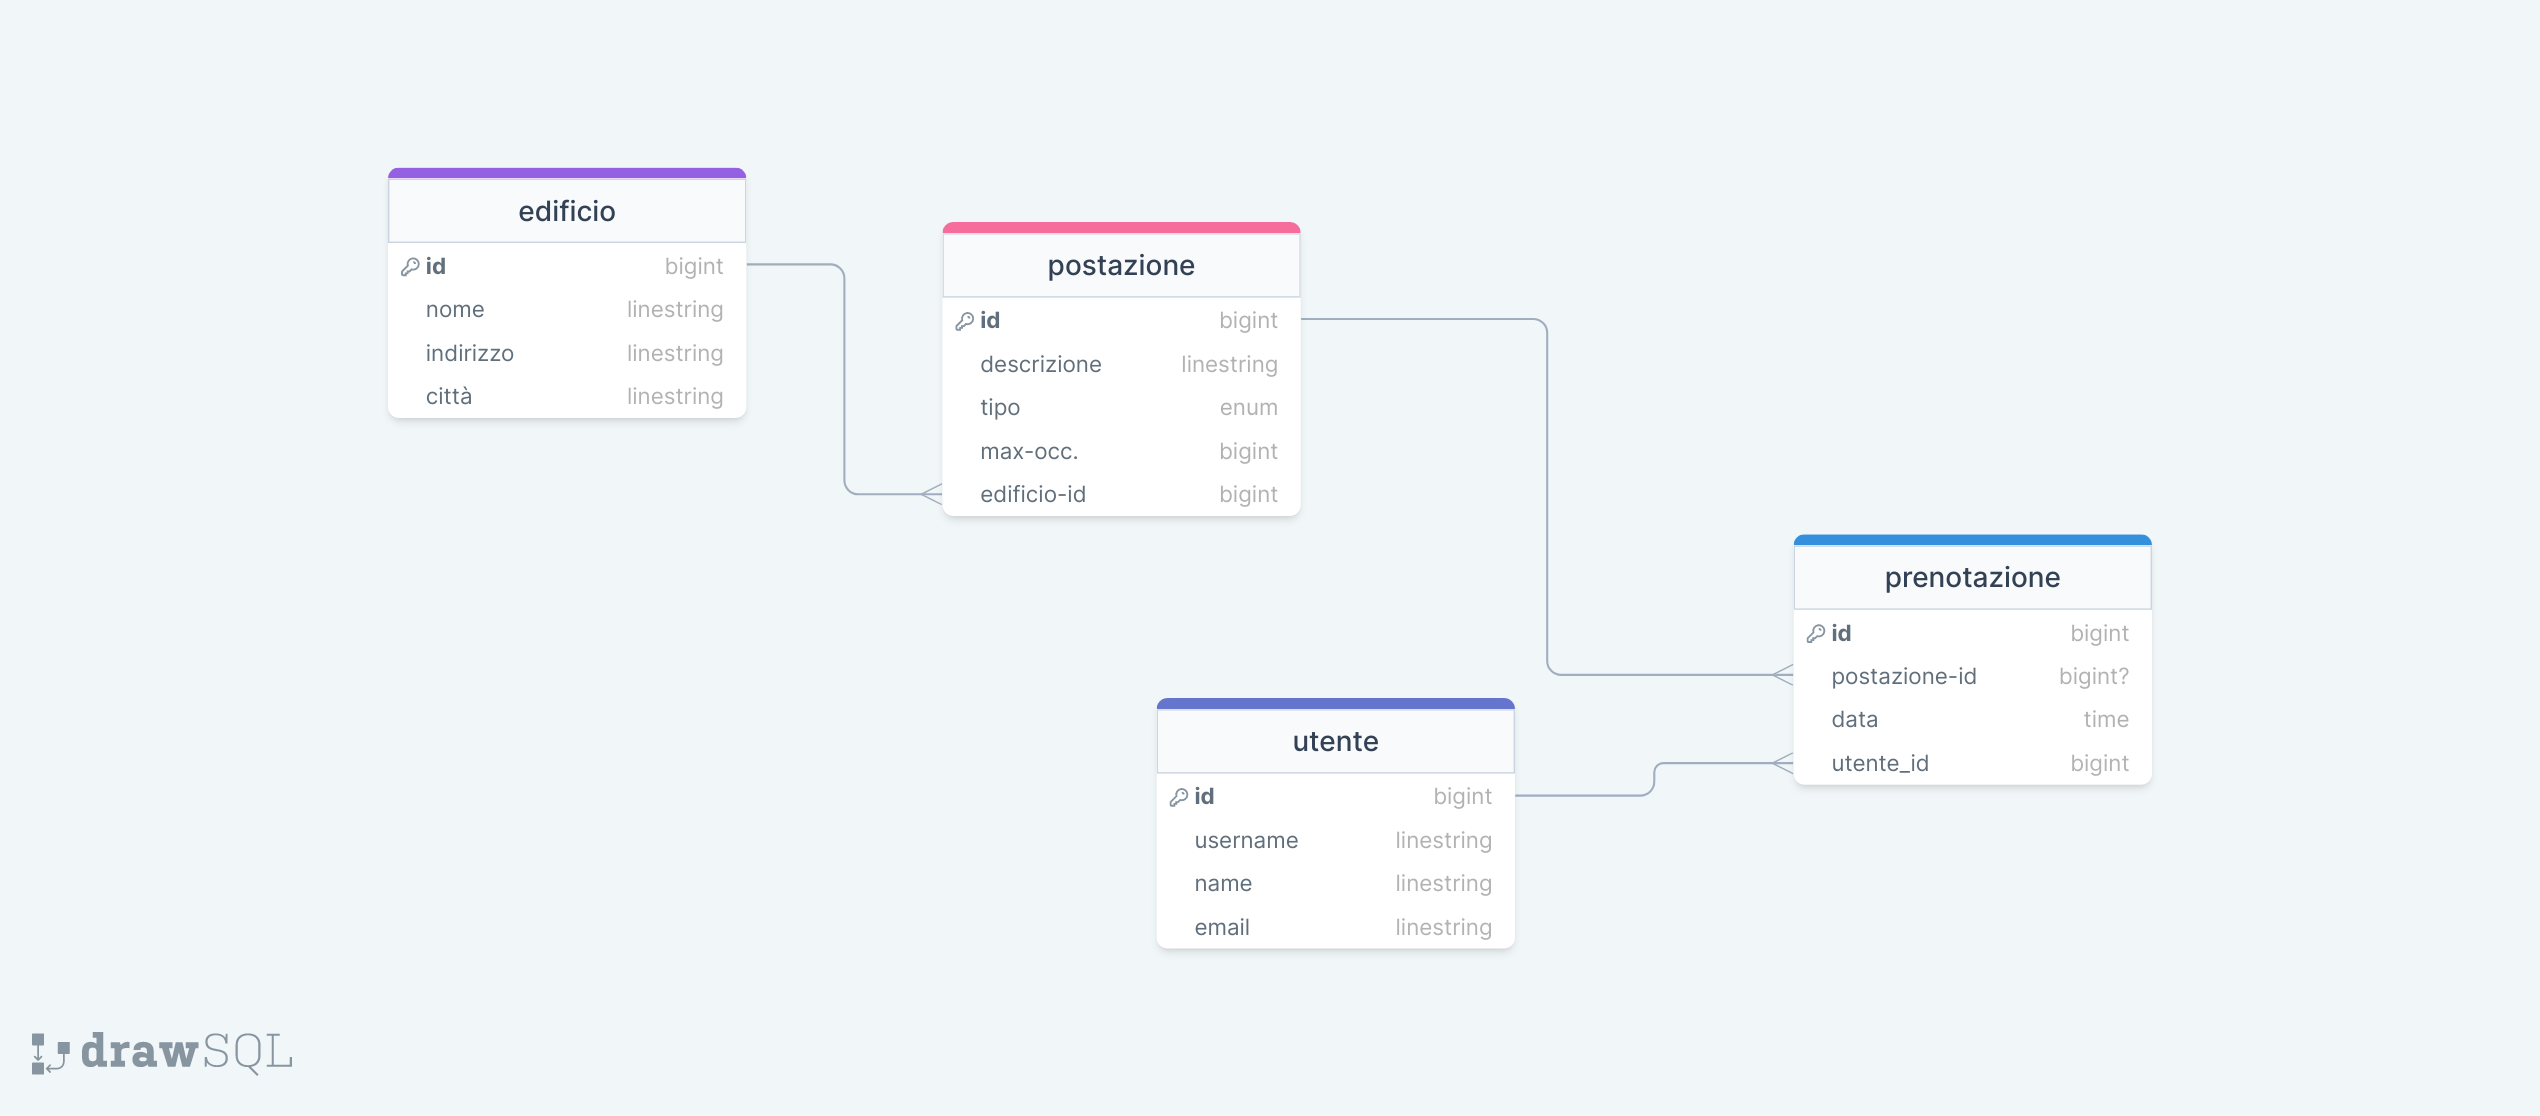 edificio
id bigint
nome linestring
indirizzo linestring
città linestring
postazione
id bigint
descrizione linestring
tipo enum
max-occ. bigint
edificio-id bigint
prenotazione
id bigint
postazione-id bigint?
data time
utente_id bigint
utente
id bigint
username linestring
name linestring
email linestring
drawSQL